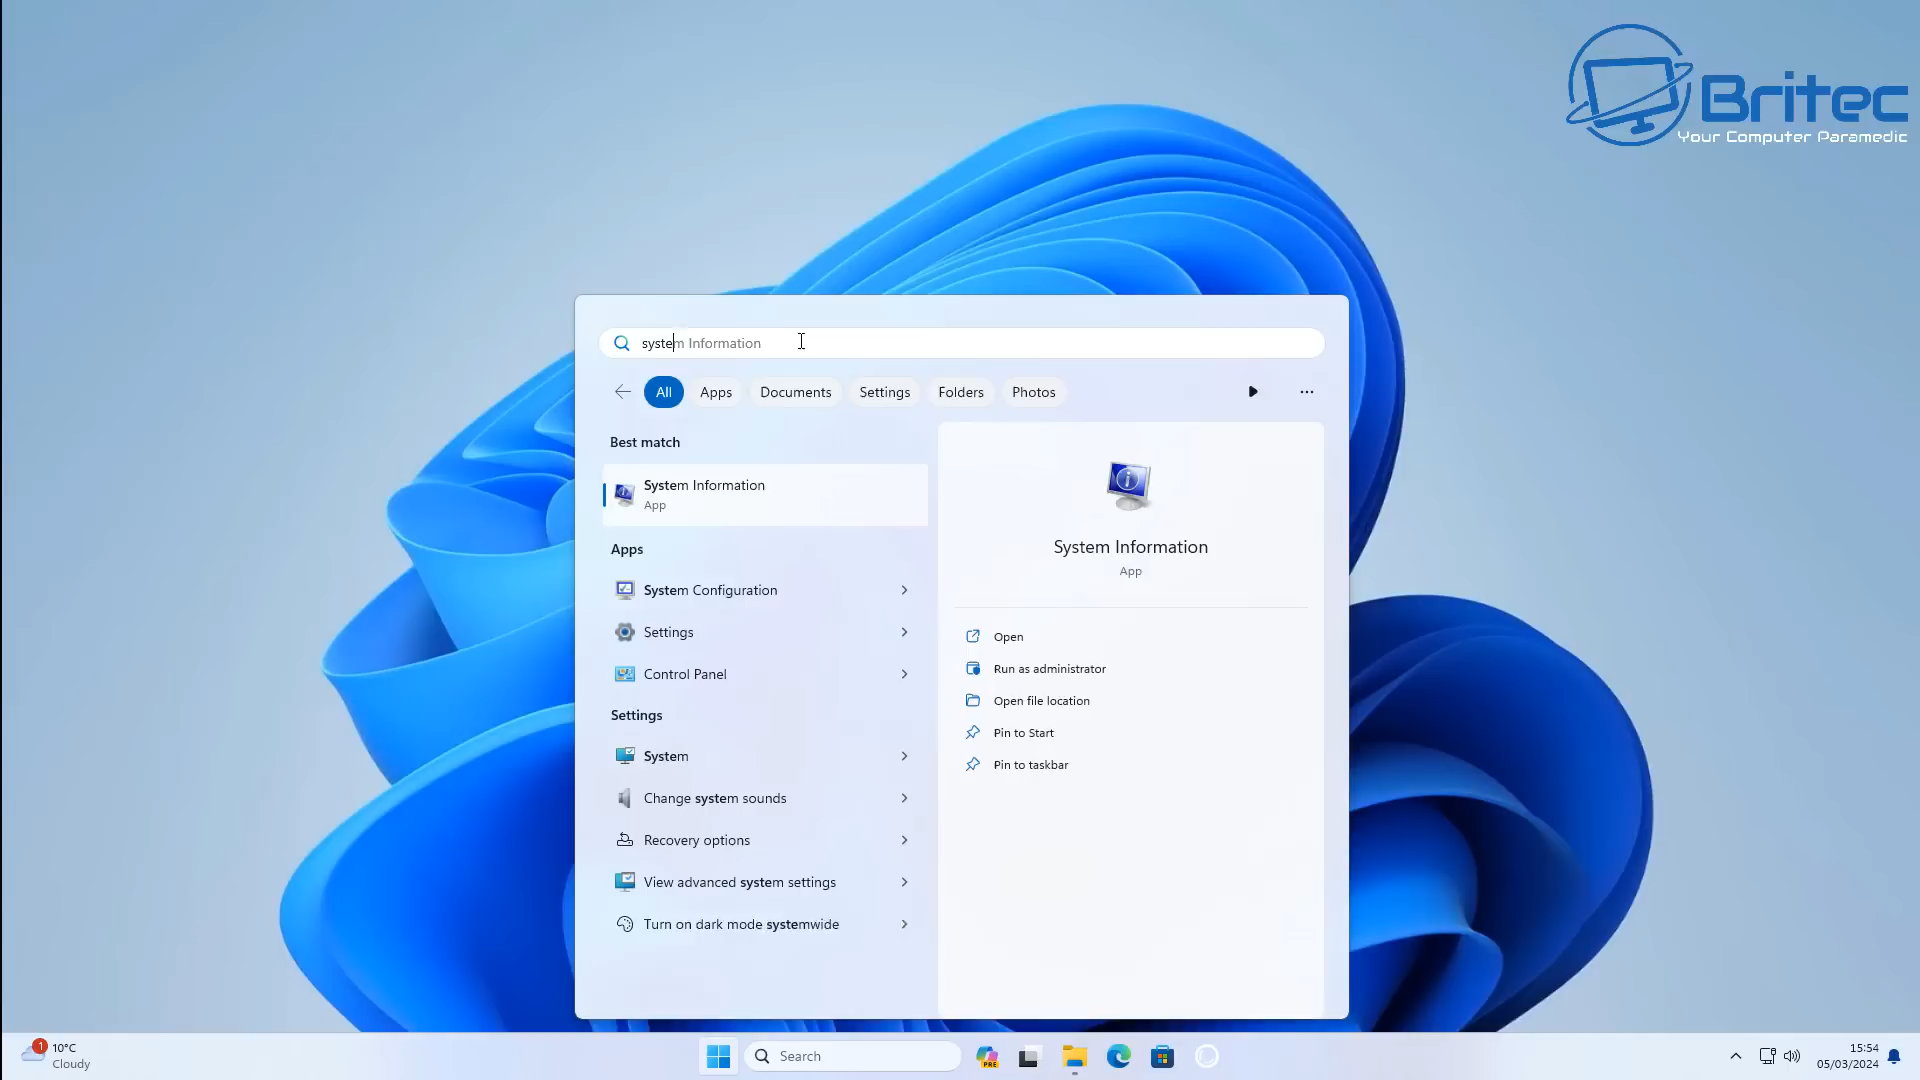 Britec
Your Computer Paramedic
system Information
All Apps Documents Settings Folders Photos
Best match
System Information
App
Apps
System Configuration
Settings
Control Panel
Settings
System
Change system sounds
Recovery options
View advanced system settings
Turn on dark mode systemwide
System Information
App
Open
Run as administrator
Open file location
Pin to Start
Pin to taskbar
1
10°C
Cloudy
Search
PRE
15:54
05/03/2024